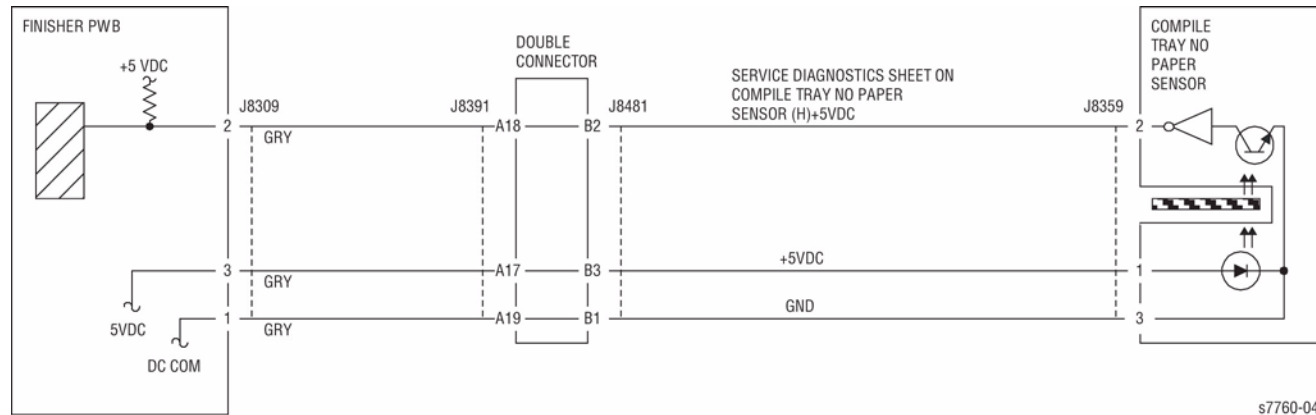 FINISHER PWB
+5 VDC
J8309
2
GRY
3
GRY
5VDC
1
GRY
DC COM
DOUBLE
CONNECTOR
J8391
A18
B2
J8481
A17
B3
A19
B1
SERVICE DIAGNOSTICS SHEET ON
COMPILE TRAY NO PAPER
SENSOR (H)+5VDC
+5VDC
GND
J8359
2
1
3
COMPILE
TRAY NO
PAPER
SENSOR
s7760-04